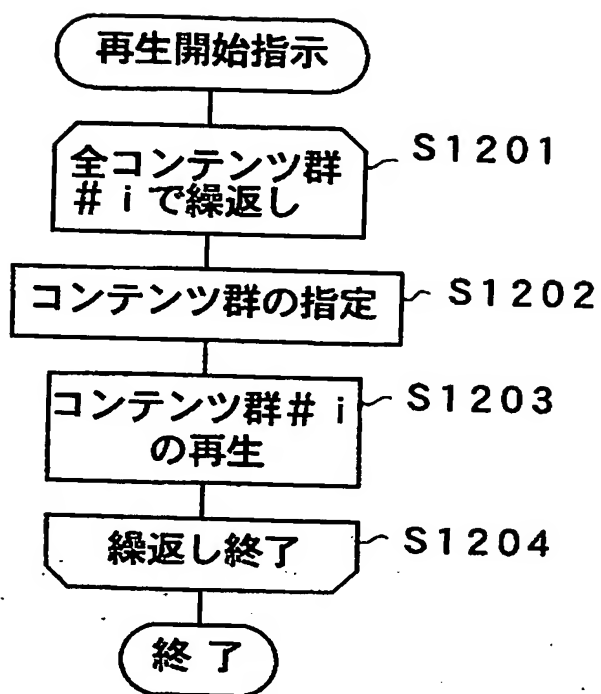 再生開始指示
全コンテンツ群
＃ｉで繰返し
Ｓ１２０１
コンテンツ群の指定
Ｓ１２０２
コンテンツ群＃ｉ
の再生
Ｓ１２０３
繰返し終了
Ｓ１２０４
終了